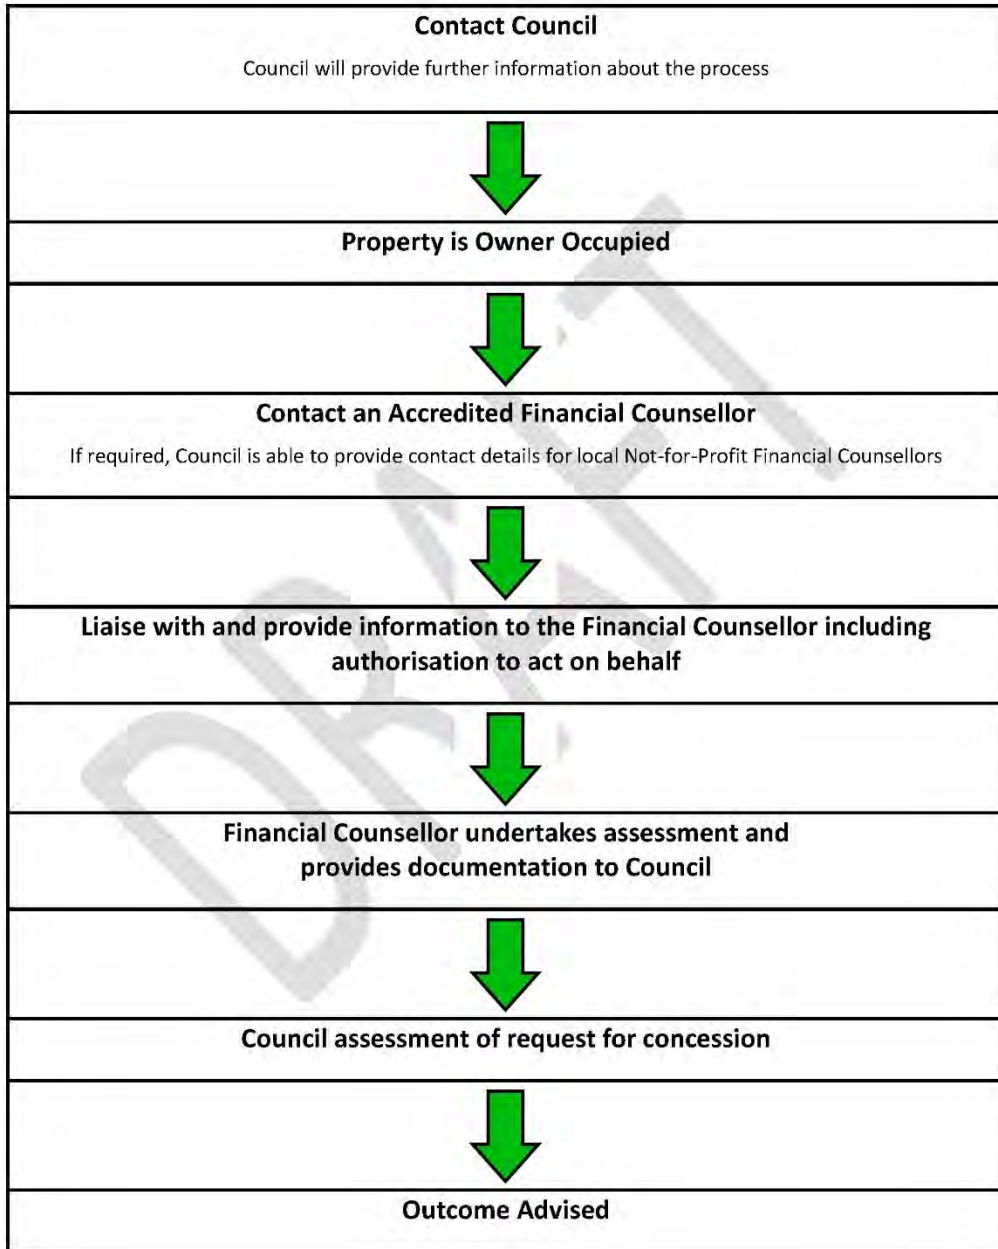 Contact Council
Council will provide further information about the process
Property is Owner Occupied
Contact an Accredited Financial Counsellor
If required, Council is able to provide contact details for local Not-for-Profit Financial Counsellors
Liaise with and provide information to the Financial Counsellor including
authorisation to act on behalf
Financial Counsellor undertakes assessment and
provides documentation to Council
Council assessment of request for concession
Outcome Advised
DRAFT